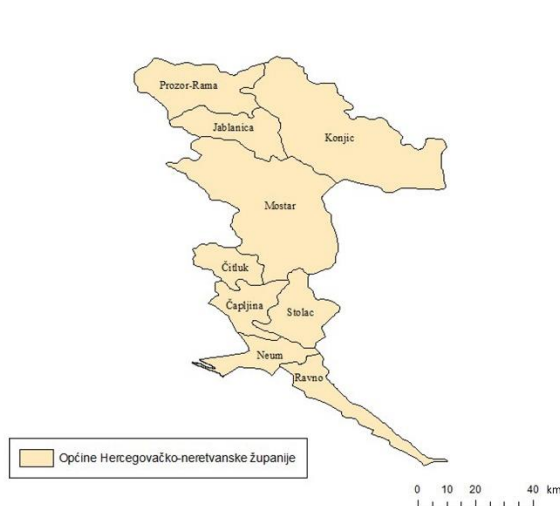 Prozor-Rama
Jablanica
Konjic
Mostar
Čitluk
Čapljina
Stolac
Neum
Ravno
Općine Hercegovačko-neretvanske županije
0 10 20 40 km